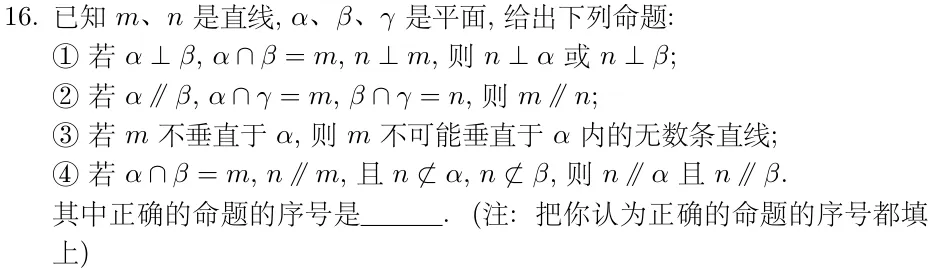 16. 已知 m、n 是直线, α、β、γ 是平面, 给出下列命题:
① 若 α ⊥ β, α ∩ β = m, n ⊥ m, 则 n ⊥ α 或 n ⊥ β;
② 若 α ∥ β, α ∩ γ = m, β ∩ γ = n, 则 m ∥ n;
③ 若 m 不垂直于 α, 则 m 不可能垂直于 α 内的无数条直线;
④ 若 α ∩ β = m, n ∥ m, 且 n ⊄ α, n ⊄ β, 则 n ∥ α 且 n ∥ β.
其中正确的命题的序号是______. (注: 把你认为正确的命题的序号都填
上)